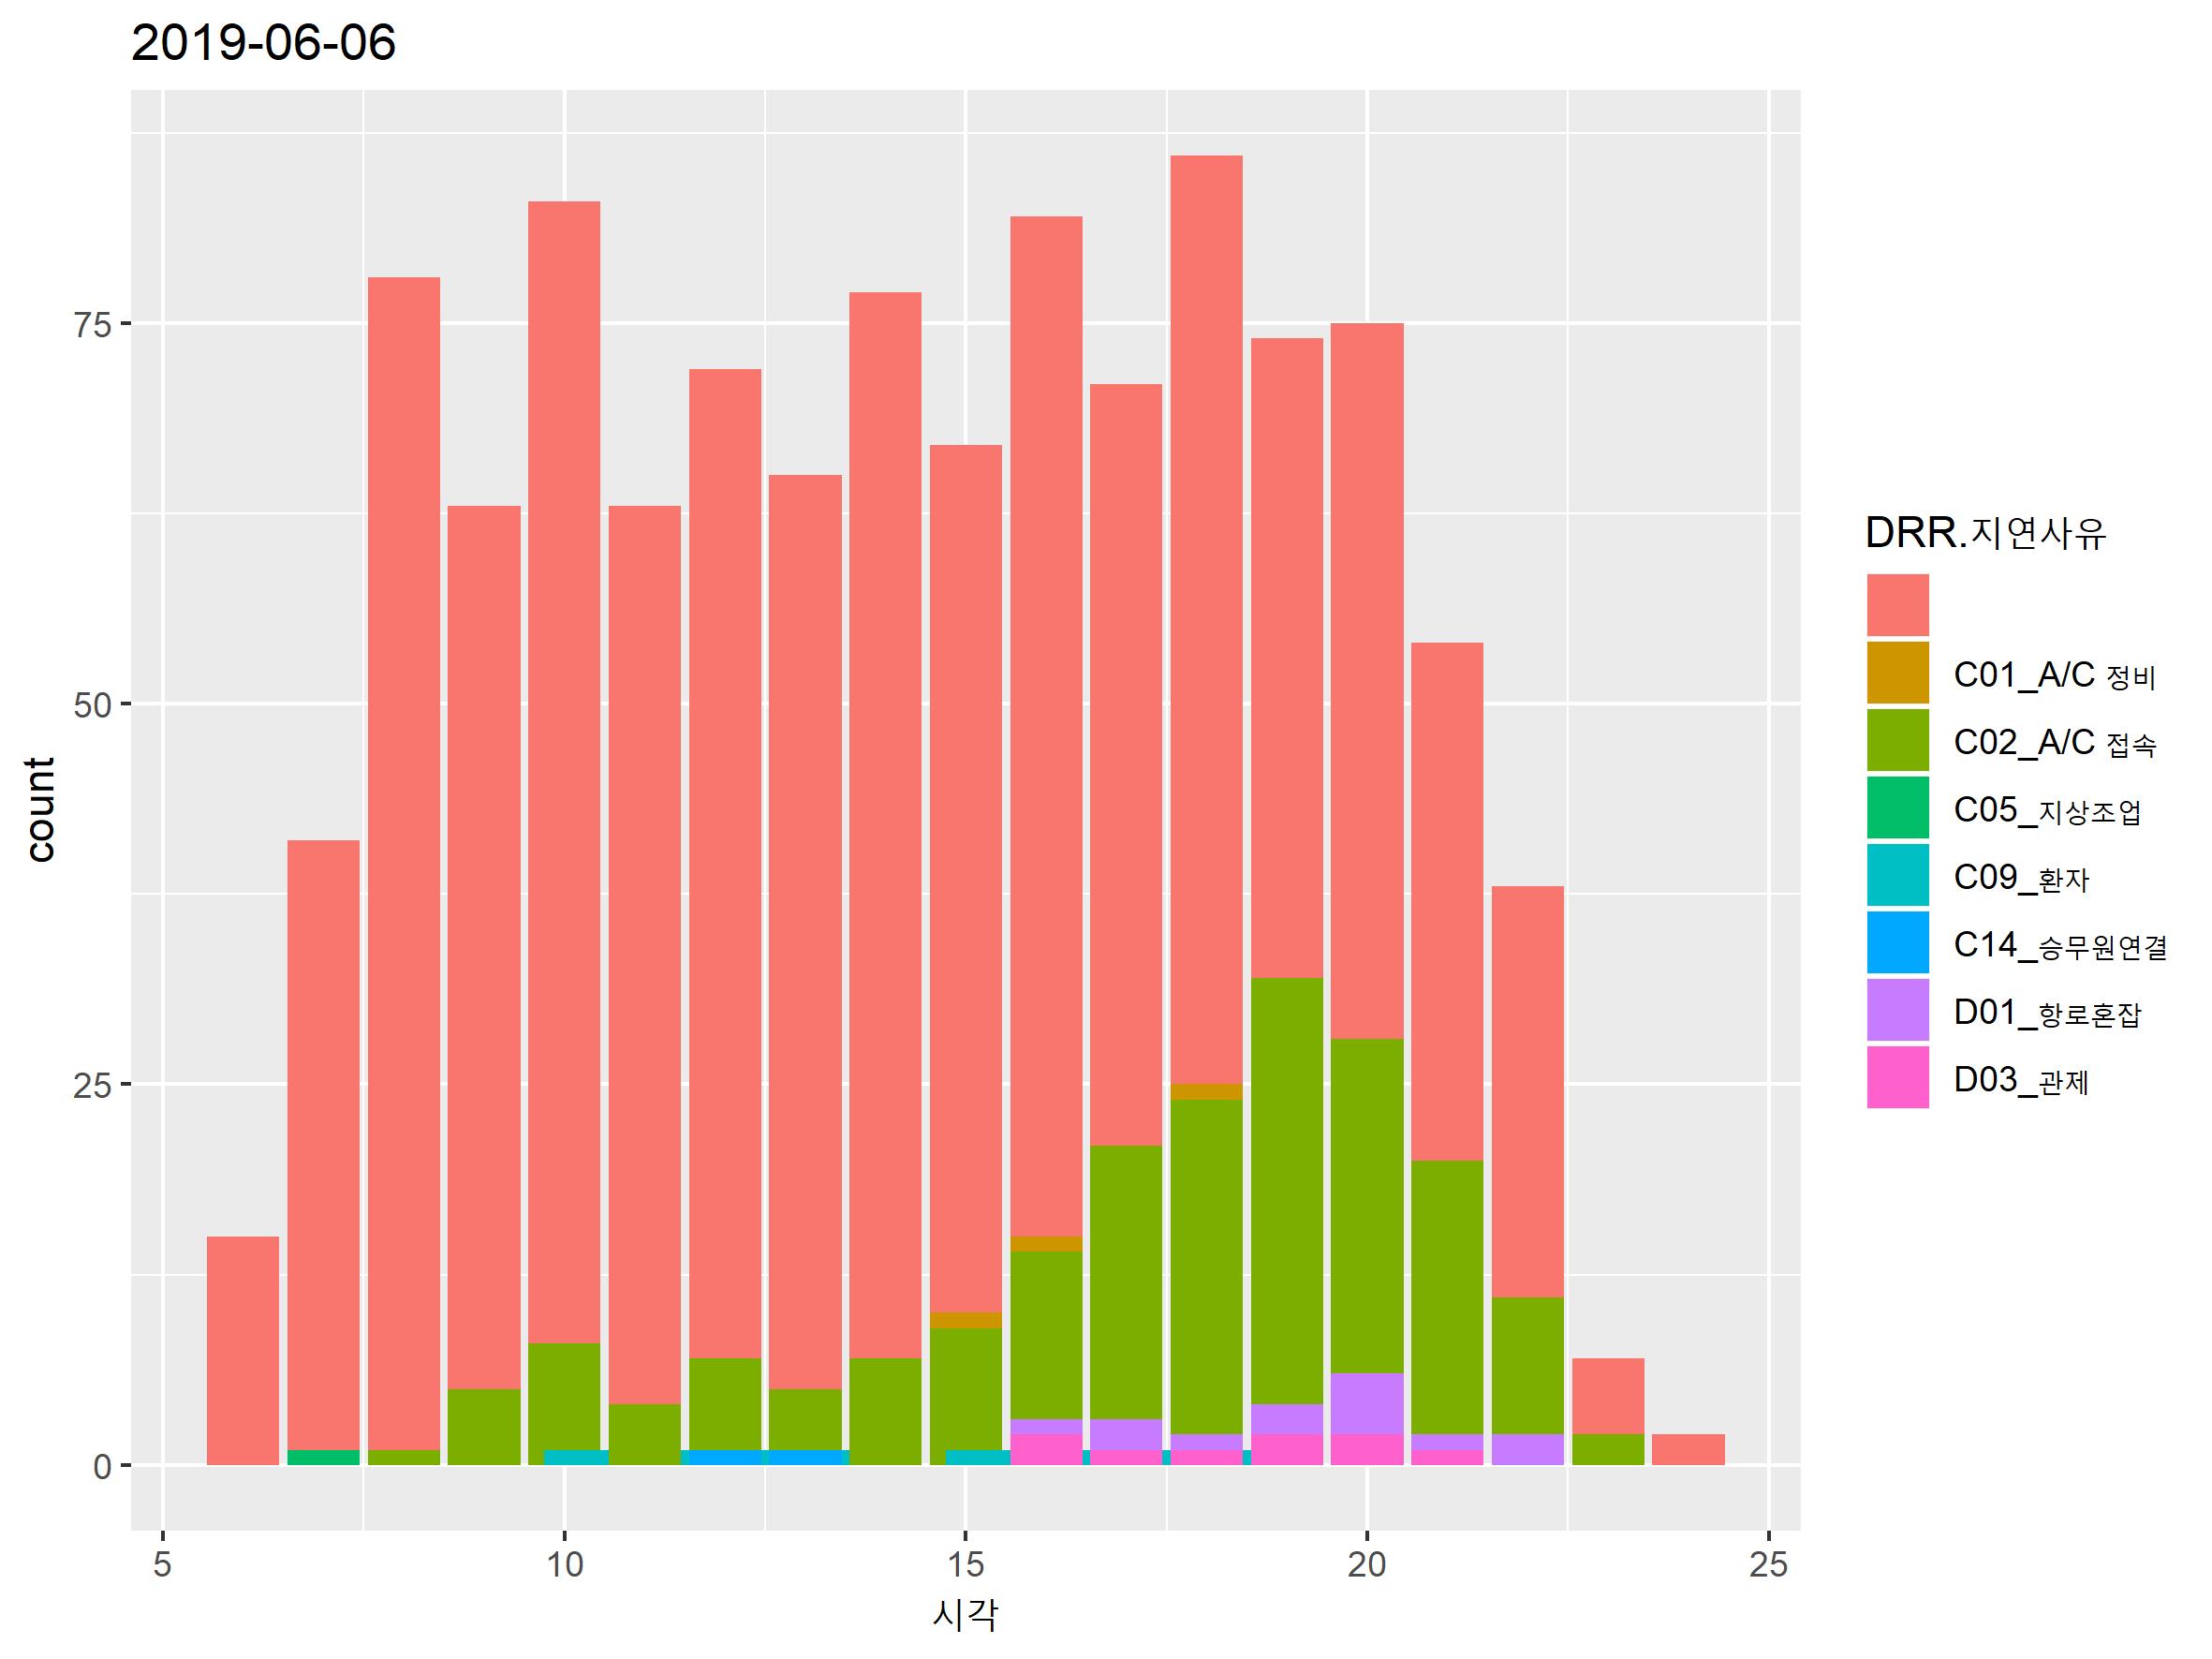 2019-06-06
count
75
50
25
0
5 10 15 20 25
시각
DRR.지연사유
C01_A/C 정비
C02_A/C 접속
C05_지상조업
C09_환자
C14_승무원연결
D01_항로혼잡
D03_관제